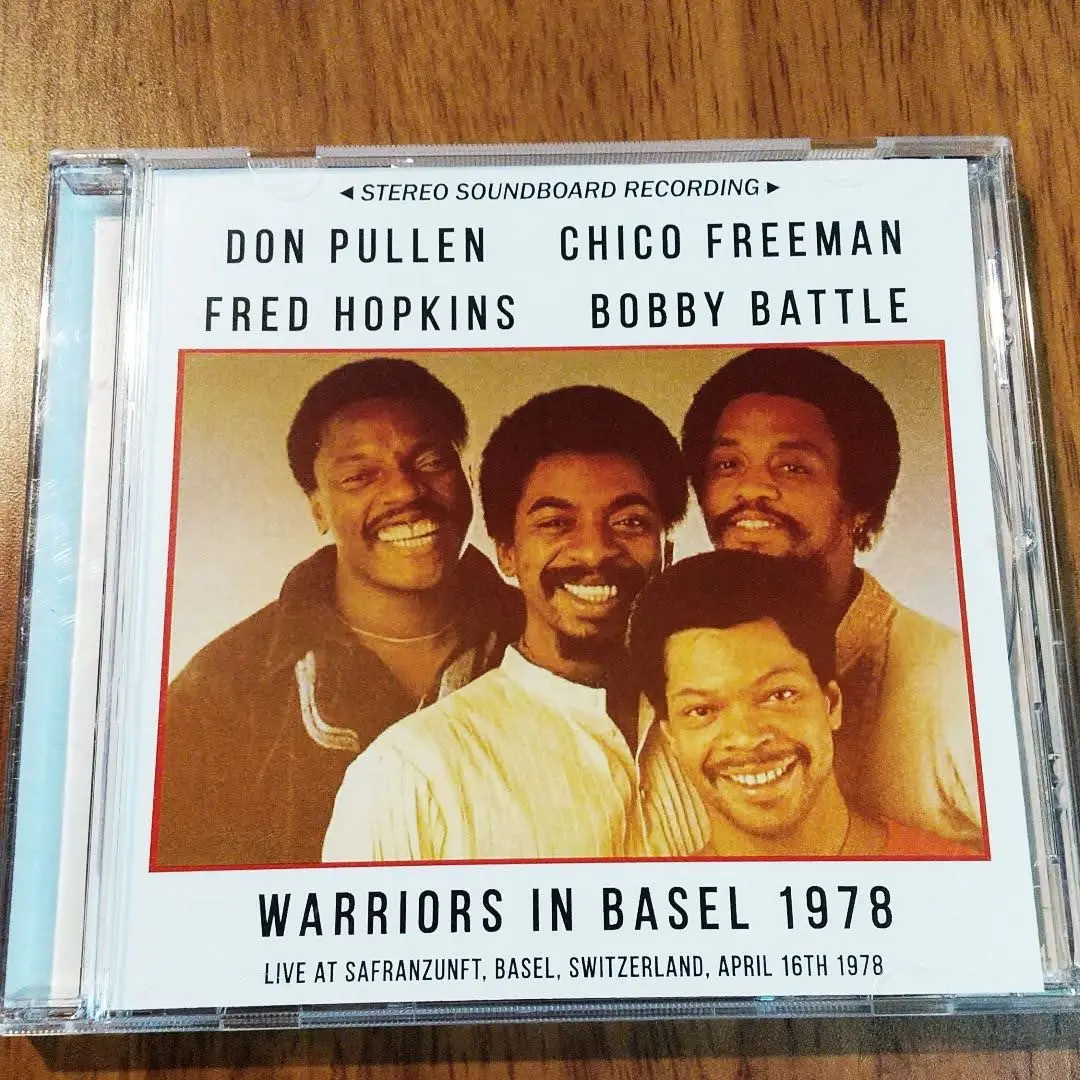 ◄ STEREO SOUNDBOARD RECORDING ►
DON PULLEN CHICO FREEMAN
FRED HOPKINS BOBBY BATTLE
WARRIORS IN BASEL 1978
LIVE AT SAFRANZUNFT, BASEL, SWITZERLAND, APRIL 16TH 1978